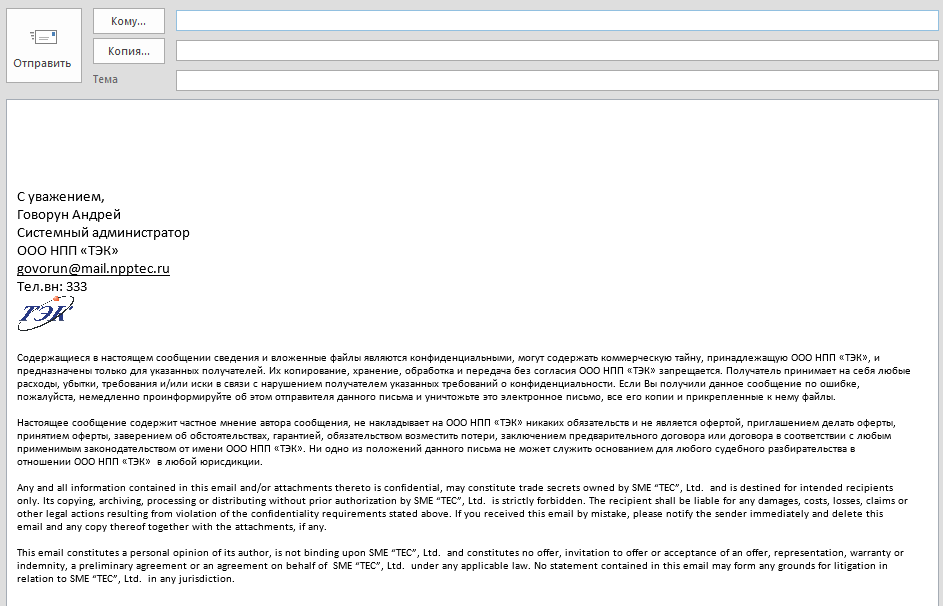 Отправить
Кому...
Копия...
Тема
С уважением,
Говорун Андрей
Системный администратор
ООО НПП «ТЭК»
govorun@mail.npptec.ru
Тел.вн: 333
ТЭК
Содержащиеся в настоящем сообщении сведения и вложенные файлы являются конфиденциальными, могут содержать коммерческую тайну, принадлежащую ООО НПП «ТЭК», и
предназначены только для указанных получателей. Их копирование, хранение, обработка и передача без согласия ООО НПП «ТЭК» запрещается. Получатель принимает на себя любые
расходы, убытки, требования и/или иски в связи с нарушением получателем указанных требований о конфиденциальности. Если Вы получили данное сообщение по ошибке,
пожалуйста, немедленно проинформируйте об этом отправителя данного письма и уничтожьте это электронное письмо, все его копии и прикрепленные к нему файлы.
Настоящее сообщение содержит частное мнение автора сообщения, не накладывает на ООО НПП «ТЭК» никаких обязательств и не является офертой, приглашением делать оферты,
принятием оферты, заверением об обстоятельствах, гарантией, обязательством возместить потери, заключением предварительного договора или договора в соответствии с любым
применимым законодательством от имени ООО НПП «ТЭК». Ни одно из положений данного письма не может служить основанием для любого судебного разбирательства в
отношении ООО НПП «ТЭК»  в любой юрисдикции.
Any and all information contained in this email and/or attachments thereto is confidential, may constitute trade secrets owned by SME “TEC”, Ltd.  and is destined for intended recipients
only. Its copying, archiving, processing or distributing without prior authorization by SME “TEC”, Ltd.  is strictly forbidden. The recipient shall be liable for any damages, costs, losses, claims or
other legal actions resulting from violation of the confidentiality requirements stated above. If you received this email by mistake, please notify the sender immediately and delete this
email and any copy thereof together with the attachments, if any.
This email constitutes a personal opinion of its author, is not binding upon SME “TEC”, Ltd.  and constitutes no offer, invitation to offer or acceptance of an offer, representation, warranty or
indemnity, a preliminary agreement or an agreement on behalf of  SME “TEC”, Ltd.  under any applicable law. No statement contained in this email may form any grounds for litigation in
relation to SME “TEC”, Ltd.  in any jurisdiction.